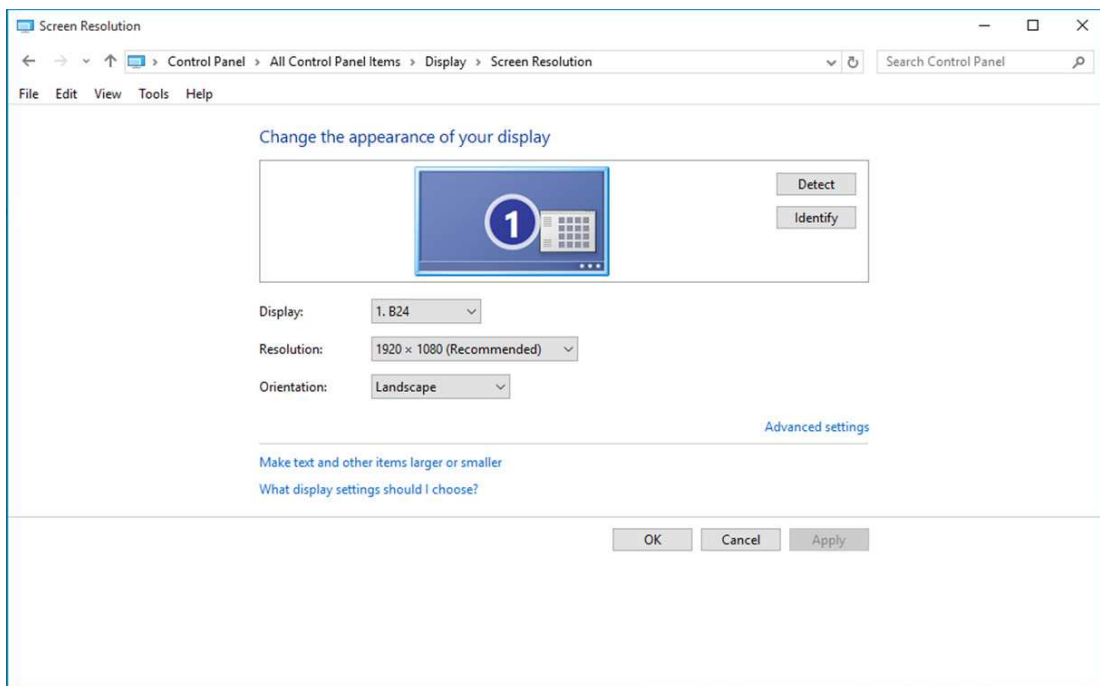 Screen Resolution
Control Panel > All Control Panel Items > Display > Screen Resolution
Search Control Panel
File Edit View Tools Help
Change the appearance of your display
1
Detect
Identify
Display: 1. B24
Resolution: 1920 × 1080 (Recommended)
Orientation: Landscape
Advanced settings
Make text and other items larger or smaller
What display settings should I choose?
OK Cancel Apply